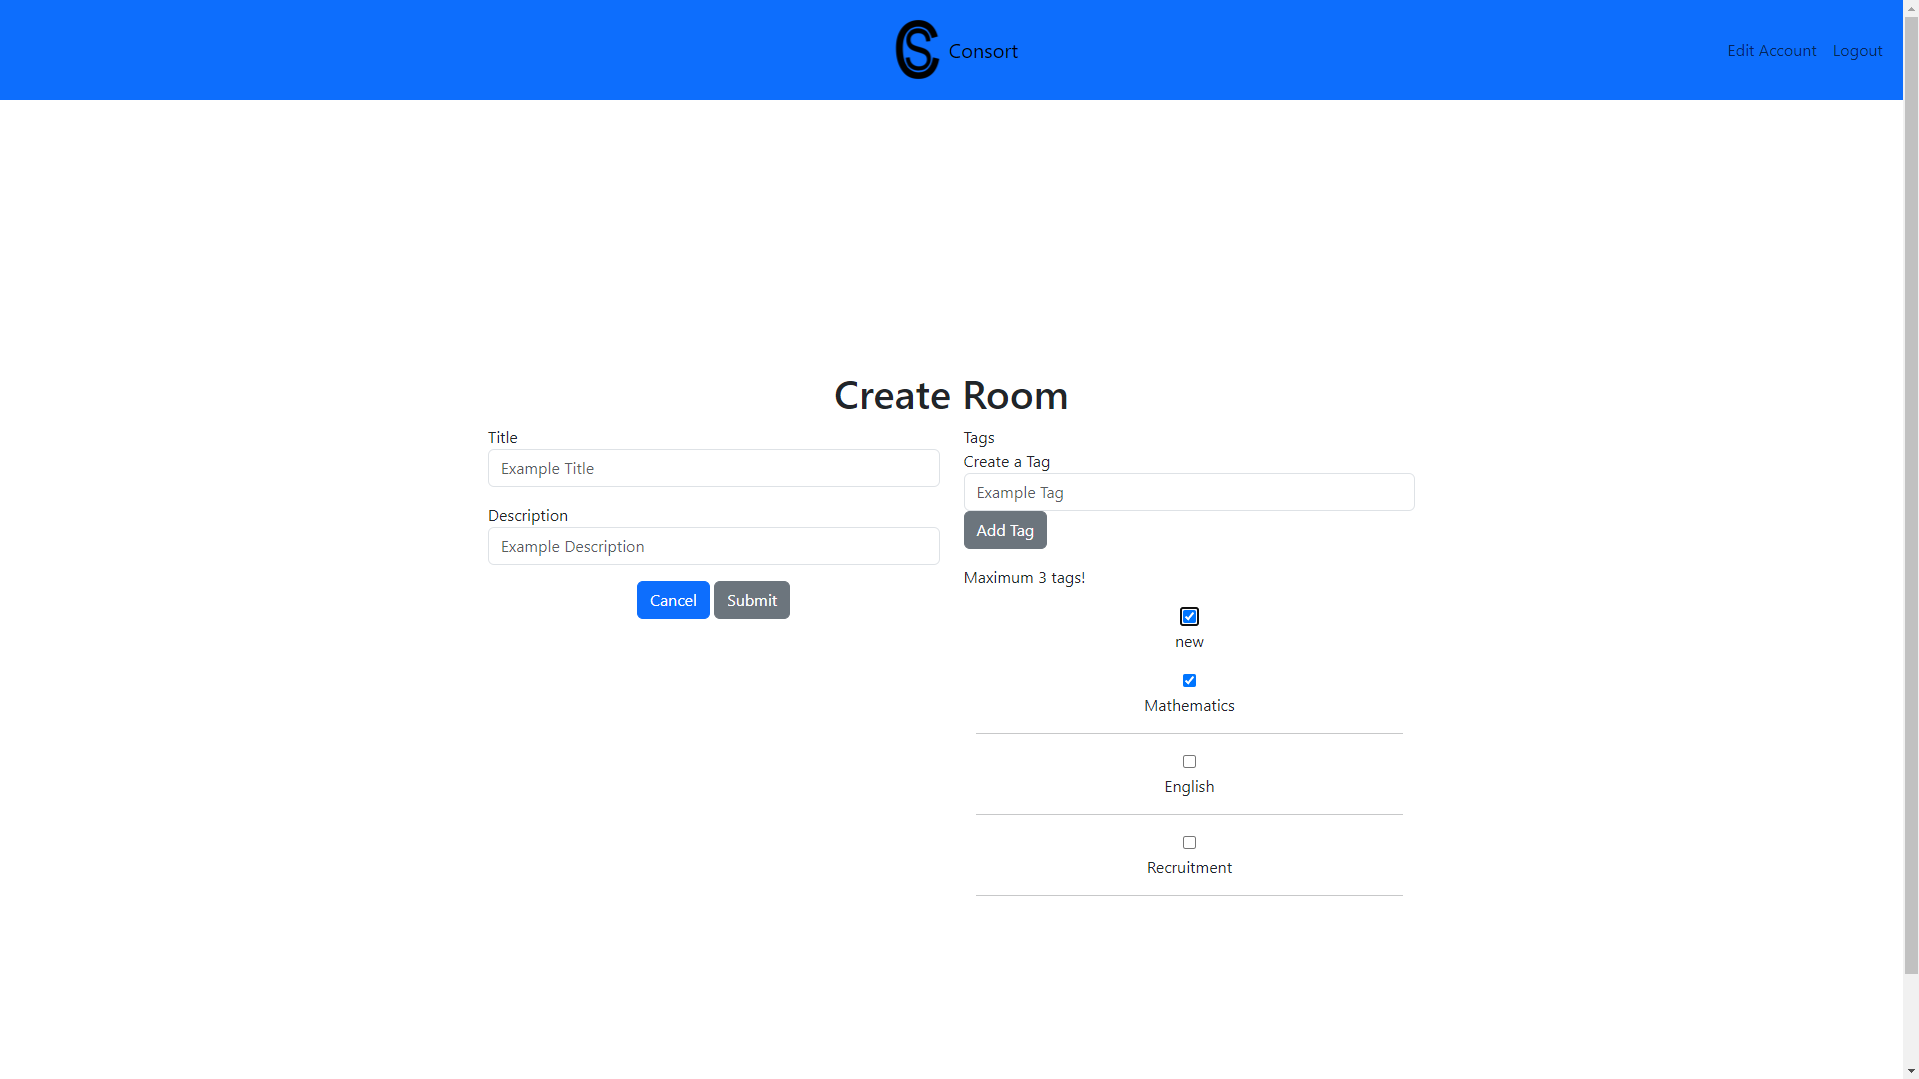 Consort
Edit Account
Logout
Create Room
Title
Example Title
Description
Example Description
Cancel
Submit
Tags
Create a Tag
Example Tag
Add Tag
Maximum 3 tags!
new
Mathematics
English
Recruitment